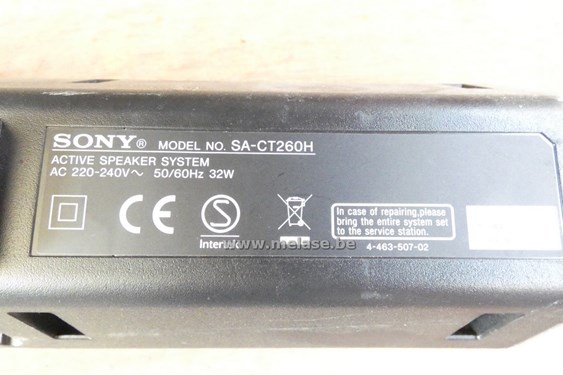 SONY® MODEL NO. SA-CT260H
ACTIVE SPEAKER SYSTEM
AC 220-240V~ 50/60Hz 32W
CE
S
Intertek
In case of repairing,please
bring the entire system set
to the service station.
4-463-507-02
www.meldse.be